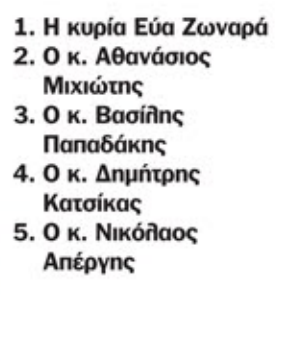 1. Η κυρία Εύα Ζωναρά
2. Ο κ. Αθανάσιος
Μιχιώτης
3. Ο κ. Βασίλης
Παπαδάκης
4. Ο κ. Δημήτρης
Κατσίκας
5. Ο κ. Νικόλαος
Απέργης